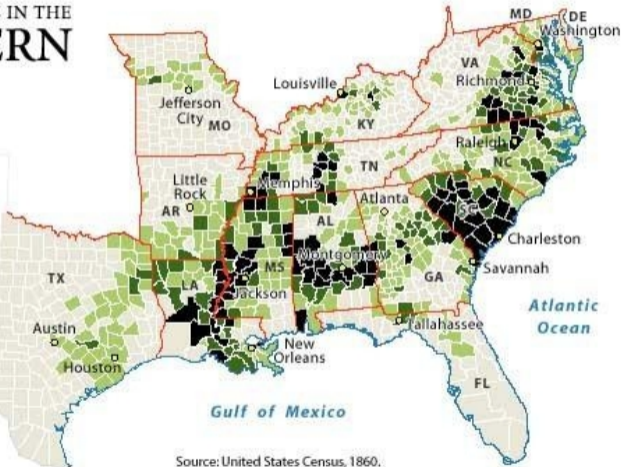 E IN THE
ERN
MD
DE
Washington
VA
Richmond
Louisville
KY
Jefferson
City
MO
Raleigh
NC
TN
Memphis
Little
Rock
AR
Atlanta
AL
SC
Charleston
Montgomery
MS
GA
Savannah
TX
LA
Jackson
Atlantic
Ocean
Austin
Tallahassee
Houston
New
Orleans
FL
Gulf of Mexico
Source: United States Census, 1860.